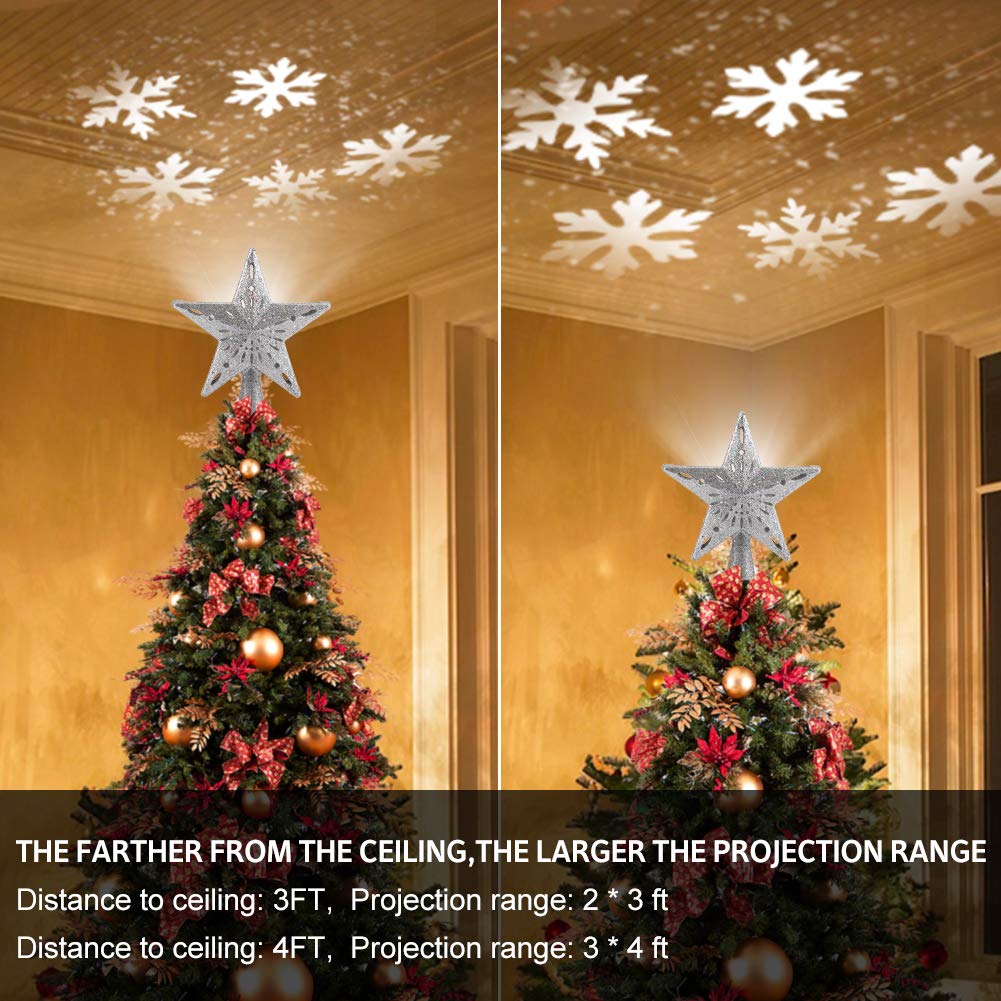 THE FARTHER FROM THE CEILING,THE LARGER THE PROJECTION RANGE
Distance to ceiling: 3FT, Projection range: 2 * 3 ft
Distance to ceiling: 4FT, Projection range: 3 * 4 ft